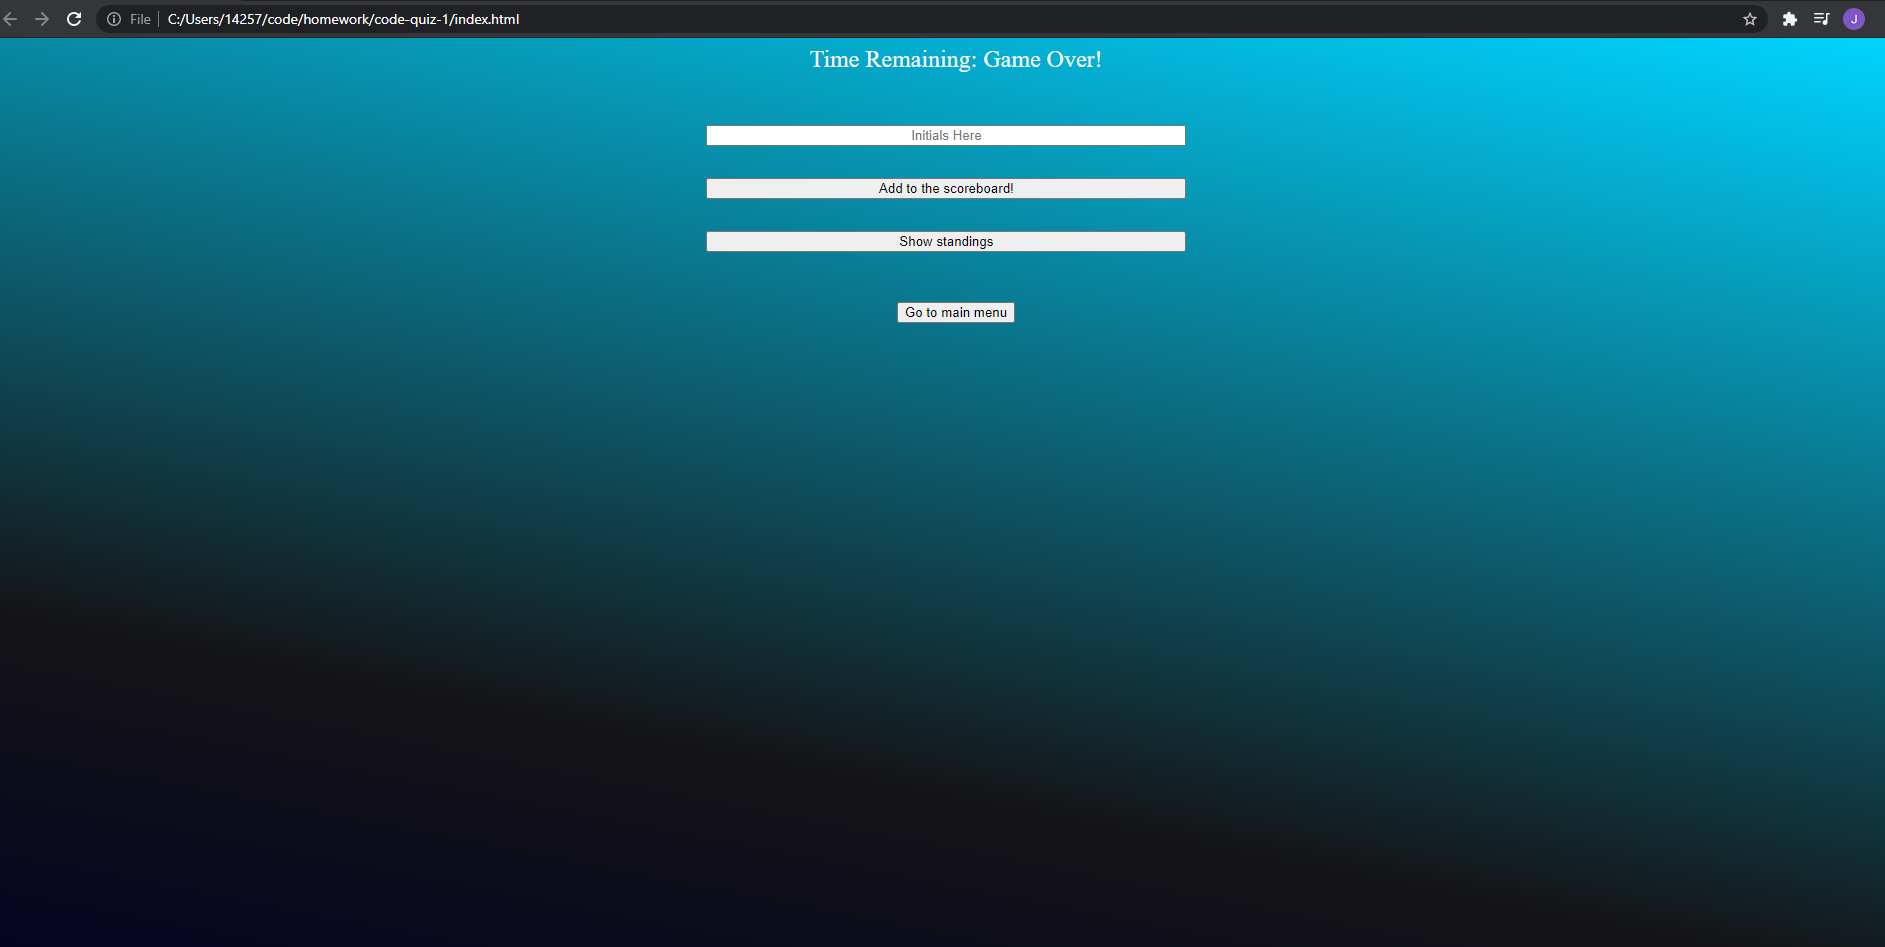 File C:/Users/14257/code/homework/code-quiz-1/index.html
J
Time Remaining: Game Over!
Initials Here
Add to the scoreboard!
Show standings
Go to main menu